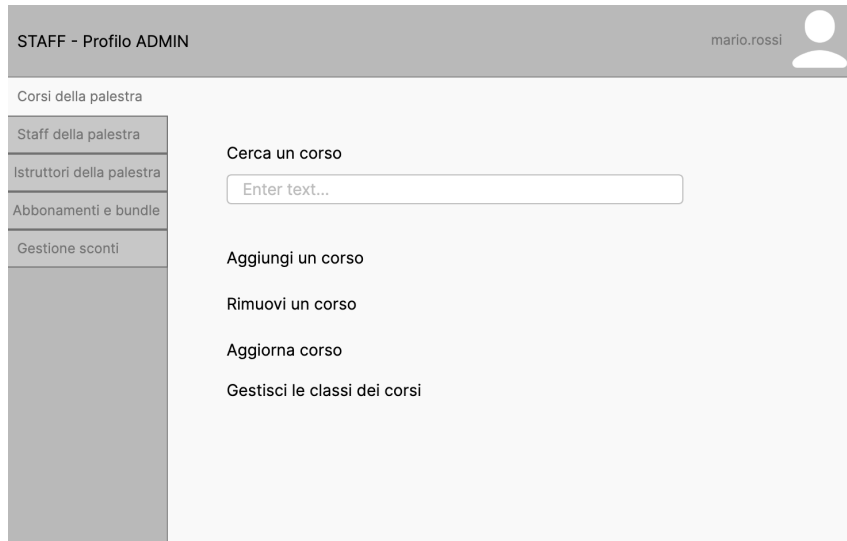 STAFF - Profilo ADMIN
mario.rossi
Corsi della palestra
Staff della palestra
Istruttori della palestra
Abbonamenti e bundle
Gestione sconti
Cerca un corso
Enter text...
Aggiungi un corso
Rimuovi un corso
Aggiorna corso
Gestisci le classi dei corsi